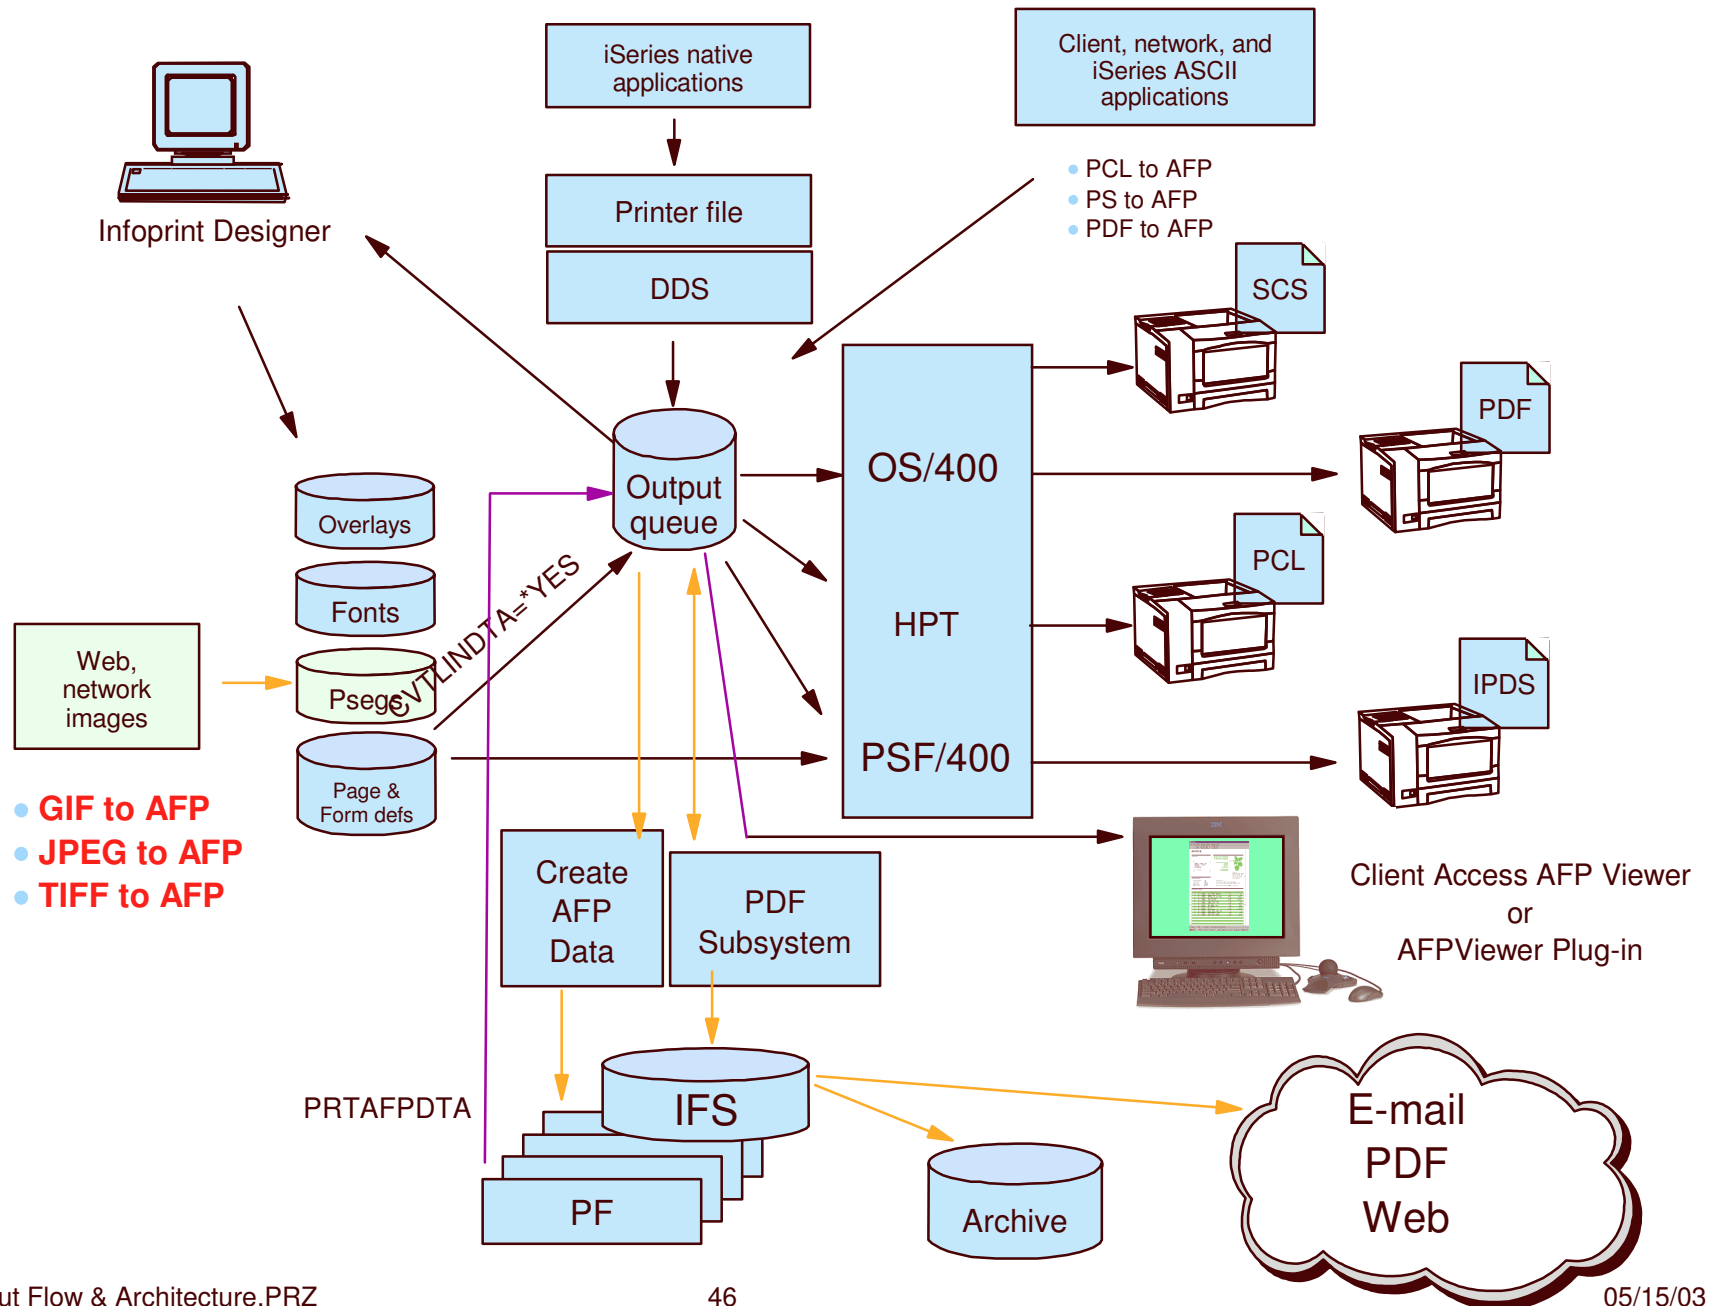 iSeries native
applications
Client, network, and
iSeries ASCII
applications
PCL to AFP
PS to AFP
PDF to AFP
Infoprint Designer
Printer file
DDS
SCS
PDF
OS/400
Output
queue
Overlays
Fonts
CVTLINDTA=*YES
PCL
HPT
Web,
network
images
Psegs
IPDS
PSF/400
Page &
Form defs
GIF to AFP
JPEG to AFP
TIFF to AFP
Create
AFP
Data
PDF
Subsystem
IBM
Client Access AFP Viewer
or
AFPViewer Plug-in
PRTAFPDTA
IFS
PF
Archive
E-mail
PDF
Web
ut Flow & Architecture.PRZ
46
05/15/03